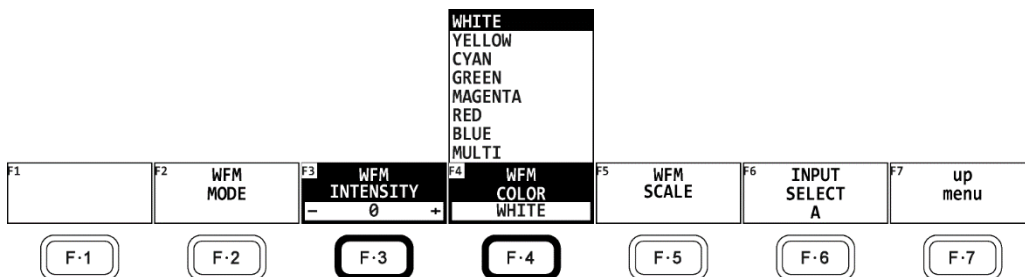 WHITE
YELLOW
CYAN
GREEN
MAGENTA
RED
BLUE
MULTI
F1
F2 WFM
MODE
F3 WFM
INTENSITY
- 0 +
F4 WFM
COLOR
WHITE
F5 WFM
SCALE
F6 INPUT
SELECT
A
F7 up
menu
F·1 F·2 F·3 F·4 F·5 F·6 F·7